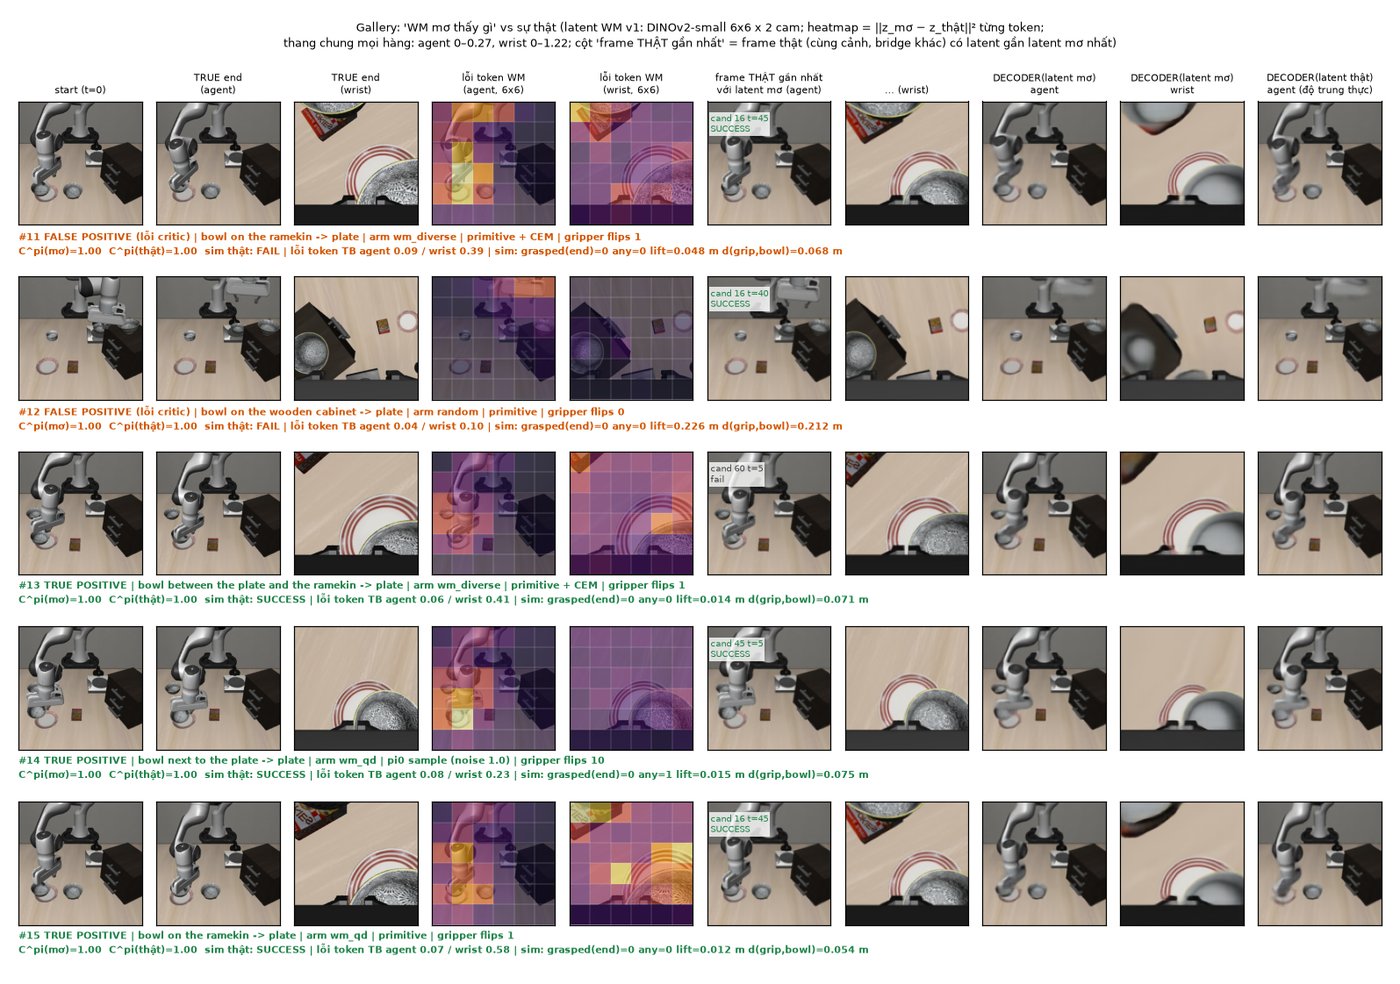 Gallery: 'WM mơ thấy gì' vs sự thật (latent WM v1: DINOv2-small 6x6 x 2 cam; heatmap = ||z_mơ − z_thật||² từng token;
thang chung mọi hàng: agent 0–0.27, wrist 0–1.22; cột 'frame THẬT gần nhất' = frame thật (cùng cảnh, bridge khác) có latent gần latent mơ nhất)
start (t=0)
TRUE end
(agent)
TRUE end
(wrist)
lỗi token WM
(agent, 6x6)
lỗi token WM
(wrist, 6x6)
frame THẬT gần nhất
với latent mơ (agent)
... (wrist)
DECODER(latent mơ)
agent
DECODER(latent mơ)
wrist
DECODER(latent thật)
agent (độ trung thực)
cand 16 t=45
SUCCESS
#11 FALSE POSITIVE (lỗi critic) | bowl on the ramekin -> plate | arm wm_diverse | primitive + CEM | gripper flips 1
C^pi(mơ)=1.00 C^pi(thật)=1.00 sim thật: FAIL | lỗi token TB agent 0.09 / wrist 0.39 | sim: grasped(end)=0 any=0 lift=0.048 m d(grip,bowl)=0.068 m
cand 16 t=40
SUCCESS
#12 FALSE POSITIVE (lỗi critic) | bowl on the wooden cabinet -> plate | arm random | primitive | gripper flips 0
C^pi(mơ)=1.00 C^pi(thật)=1.00 sim thật: FAIL | lỗi token TB agent 0.04 / wrist 0.10 | sim: grasped(end)=0 any=0 lift=0.226 m d(grip,bowl)=0.212 m
cand 60 t=5
fail
#13 TRUE POSITIVE | bowl between the plate and the ramekin -> plate | arm wm_diverse | primitive + CEM | gripper flips 1
C^pi(mơ)=1.00 C^pi(thật)=1.00 sim thật: SUCCESS | lỗi token TB agent 0.06 / wrist 0.41 | sim: grasped(end)=0 any=0 lift=0.014 m d(grip,bowl)=0.071 m
cand 45 t=5
SUCCESS
#14 TRUE POSITIVE | bowl next to the plate -> plate | arm wm_qd | pi0 sample (noise 1.0) | gripper flips 10
C^pi(mơ)=1.00 C^pi(thật)=1.00 sim thật: SUCCESS | lỗi token TB agent 0.08 / wrist 0.23 | sim: grasped(end)=0 any=1 lift=0.015 m d(grip,bowl)=0.075 m
cand 16 t=45
SUCCESS
#15 TRUE POSITIVE | bowl on the ramekin -> plate | arm wm_qd | primitive | gripper flips 1
C^pi(mơ)=1.00 C^pi(thật)=1.00 sim thật: SUCCESS | lỗi token TB agent 0.07 / wrist 0.58 | sim: grasped(end)=0 any=0 lift=0.012 m d(grip,bowl)=0.054 m